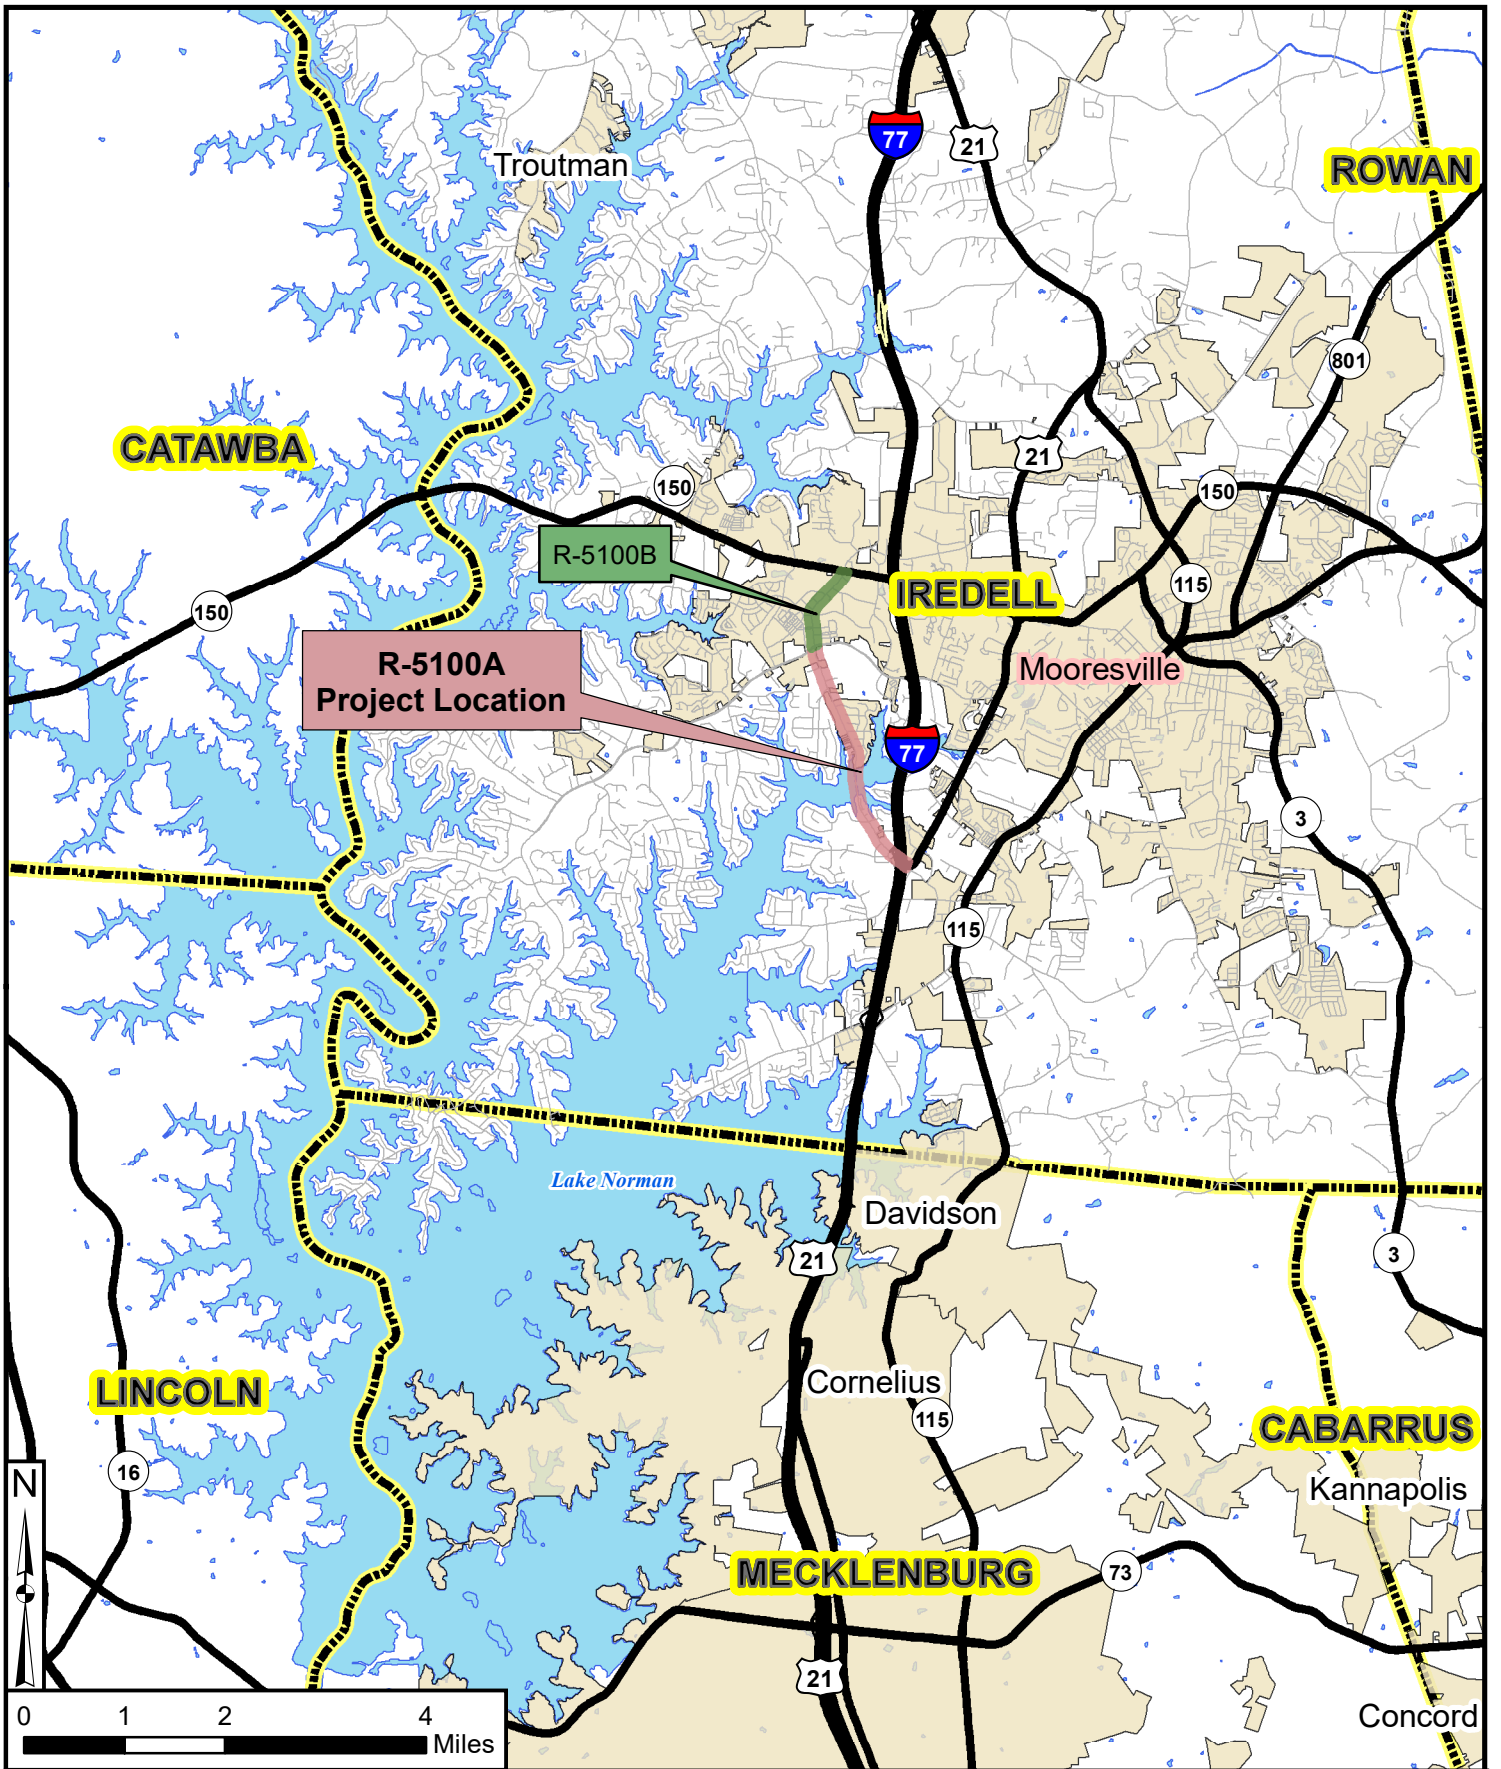 77
21
Troutman
ROWAN
801
CATAWBA
21
150
150
R-5100B
115
IREDELL
150
R-5100A
Project Location
Mooresville
77
3
115
Lake Norman
Davidson
21
3
LINCOLN
Cornelius
115
CABARRUS
16
N
Kannapolis
MECKLENBURG
73
21
0 1 2 4
Miles
Concord